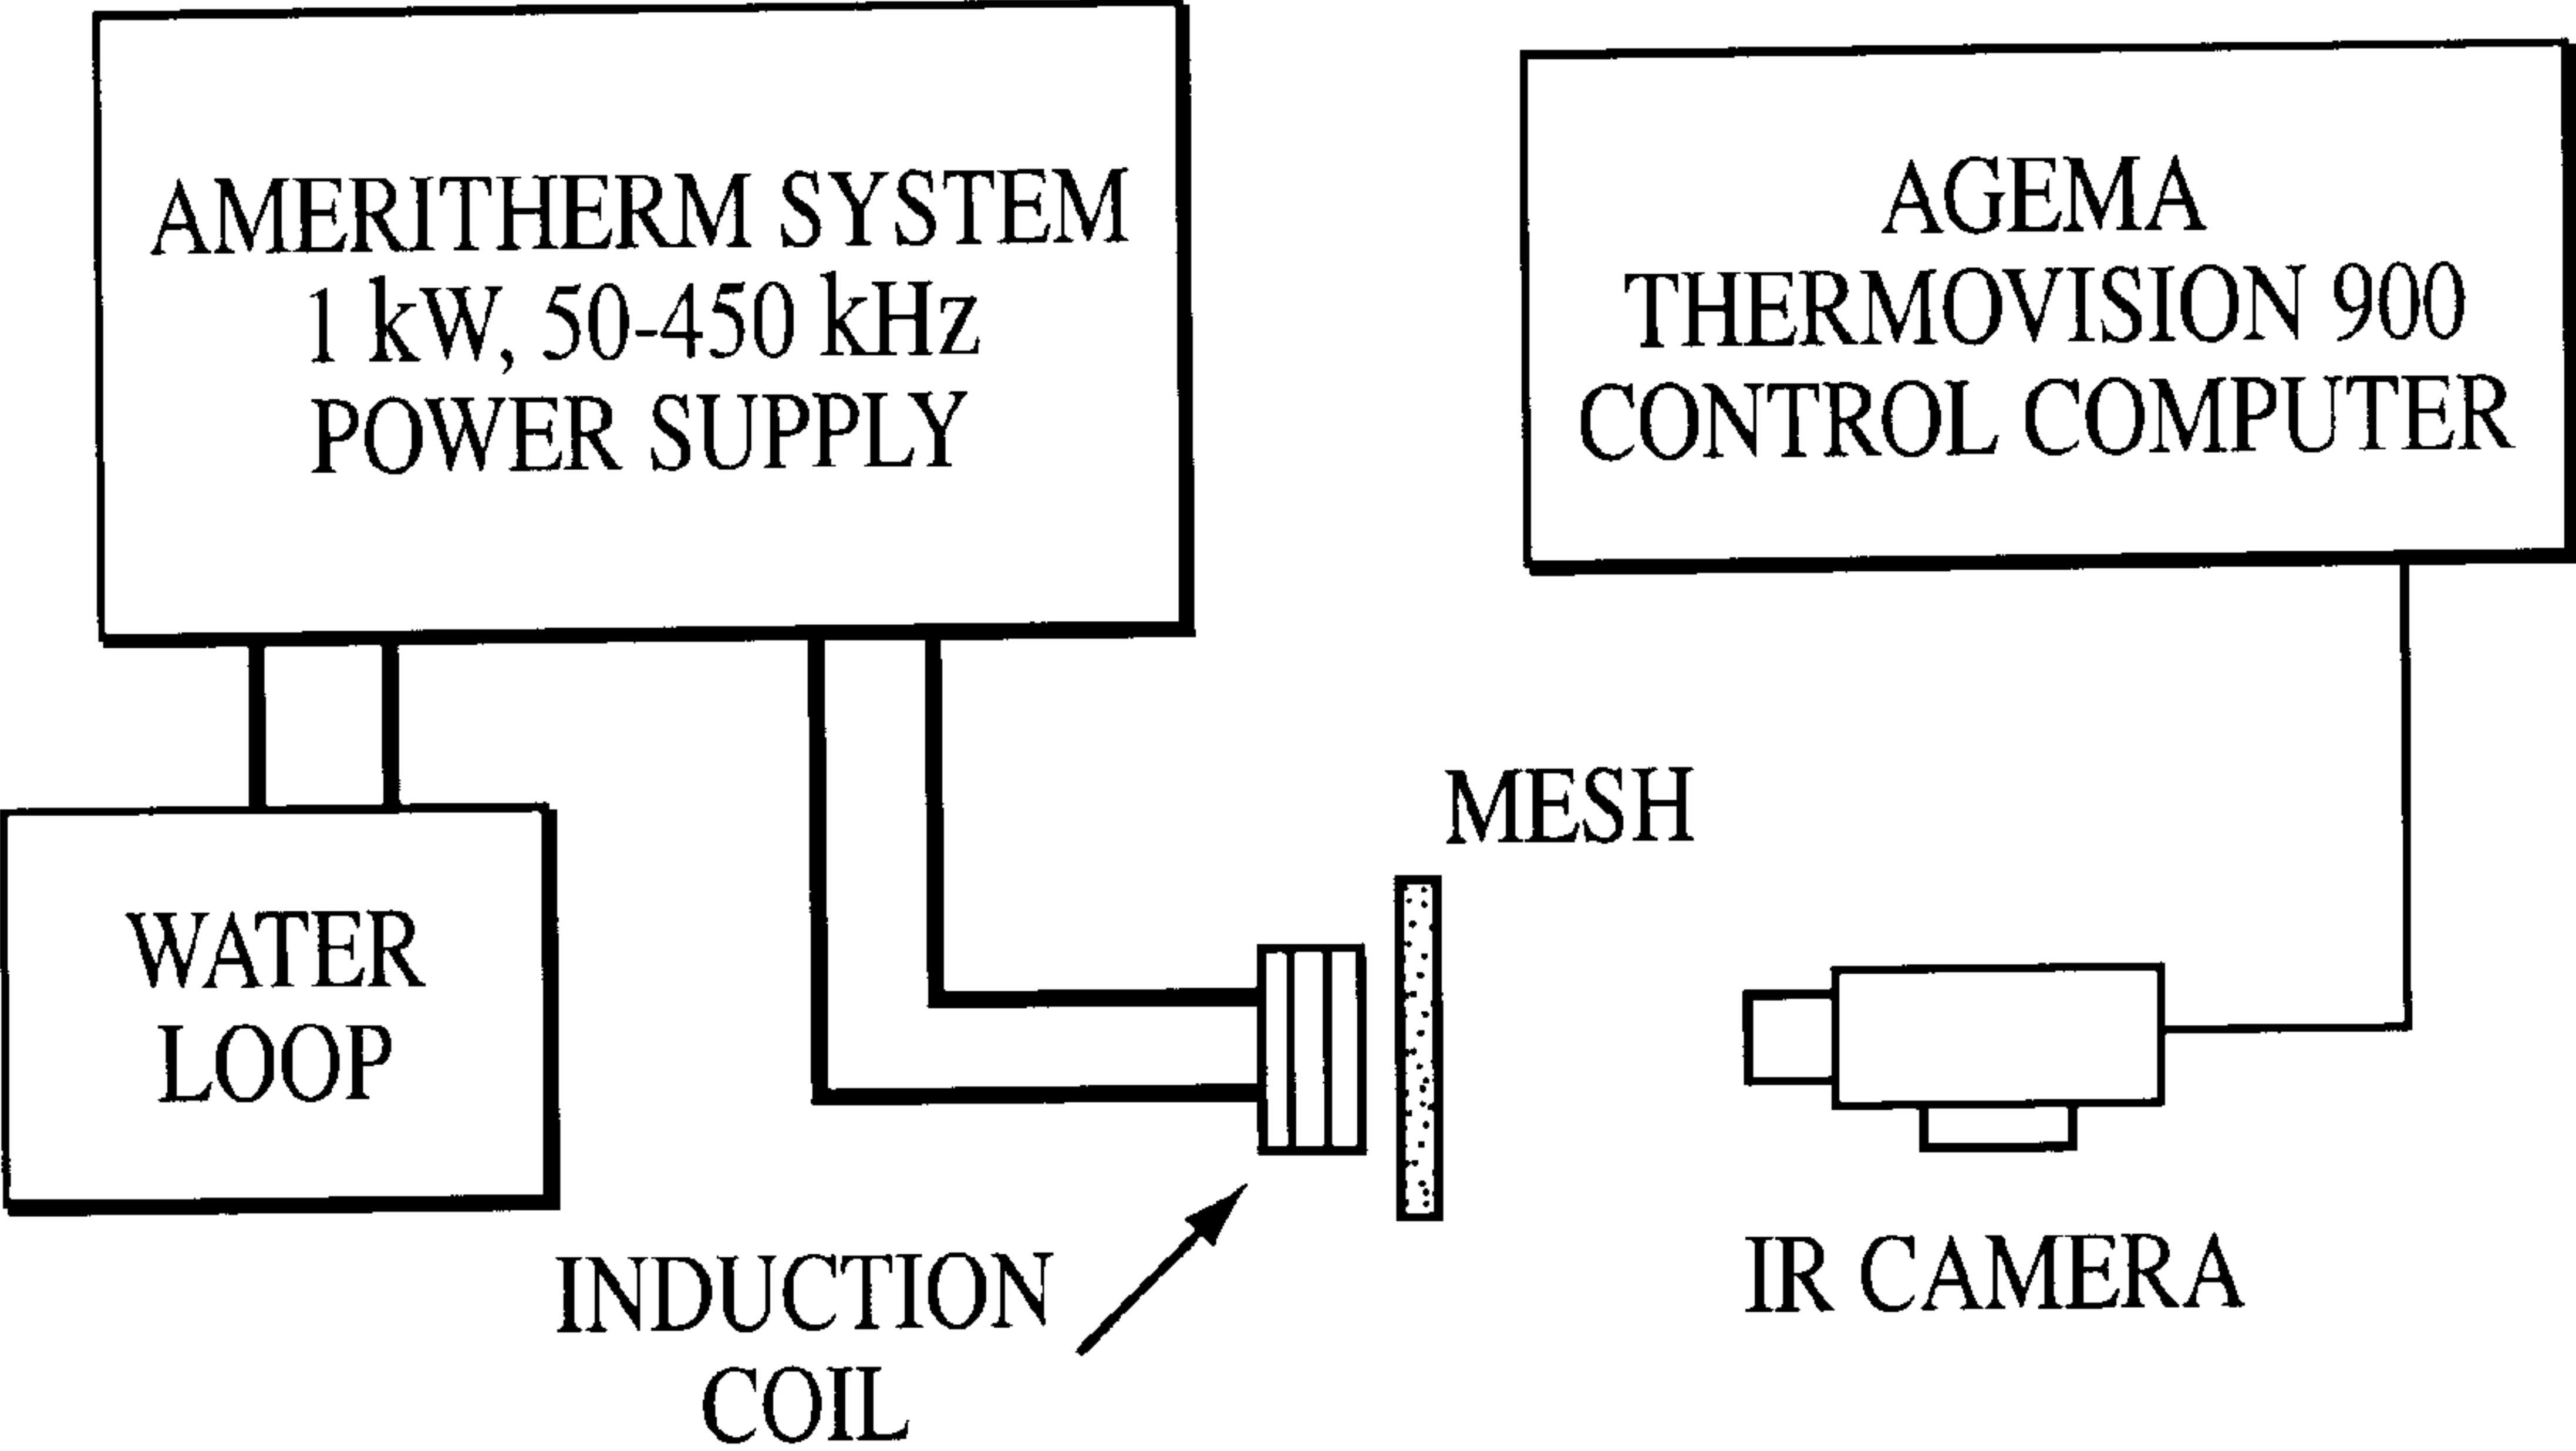 AMERITHERM SYSTEM
1 kW, 50-450 kHz
POWER SUPPLY
AGEMA
THERMOVISION 900
CONTROL COMPUTER
MESH
WATER
LOOP
INDUCTION
COIL
IR CAMERA